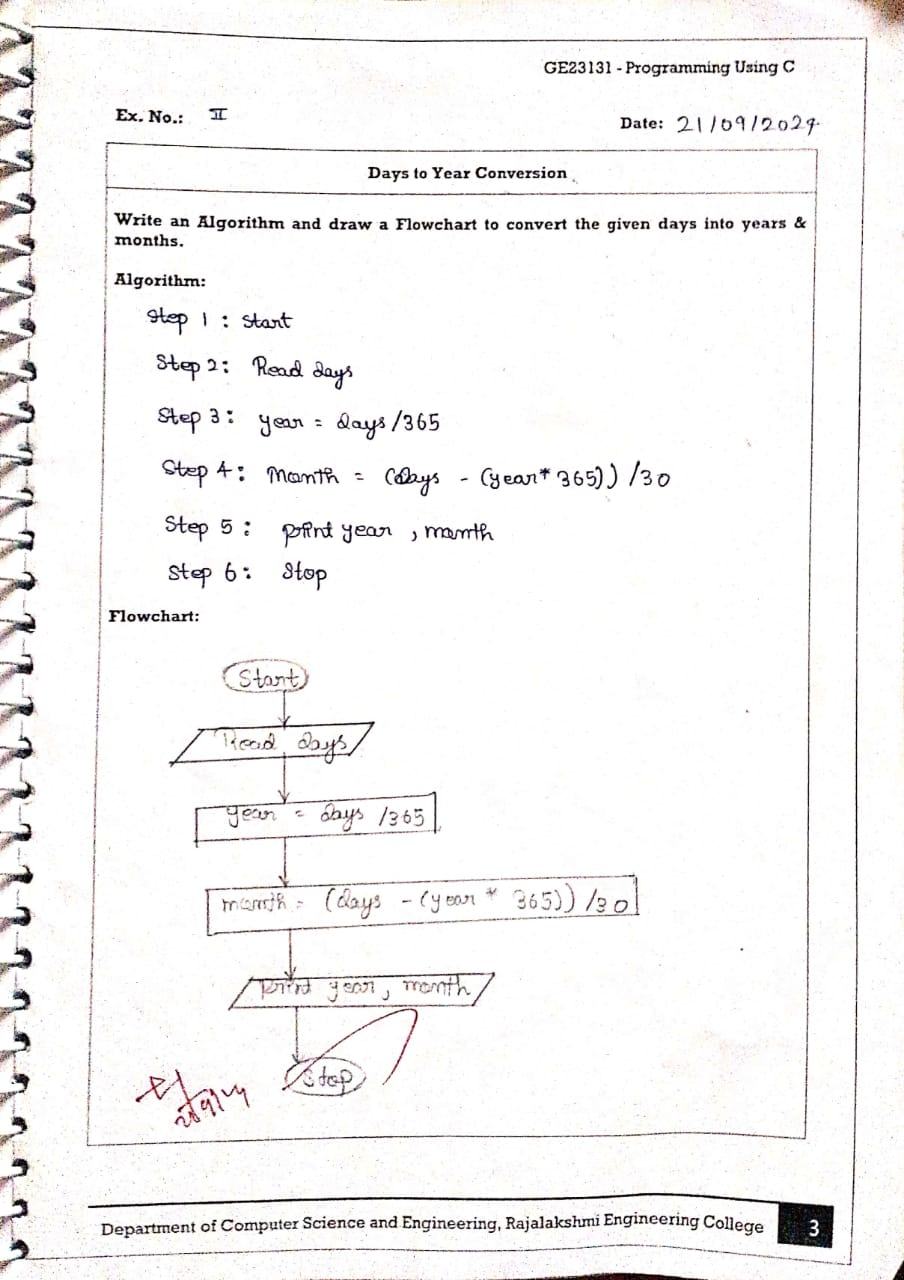 GE23131 - Programming Using C
Ex. No.: II
Date: 21/09/2024
Days to Year Conversion
Write an Algorithm and draw a Flowchart to convert the given days into years &
months.
Algorithm:
Step 1 : Start
Step 2: Read days
Step 3: year = days /365
Step 4: Month = (days - (year* 365)) /30
Step 5 : print year , month
Step 6: Stop
Flowchart:
Start
Read days
year = days /365
month = (days - (year * 365)) /30
Print year, month
Stop
Department of Computer Science and Engineering, Rajalakshmi Engineering College
3